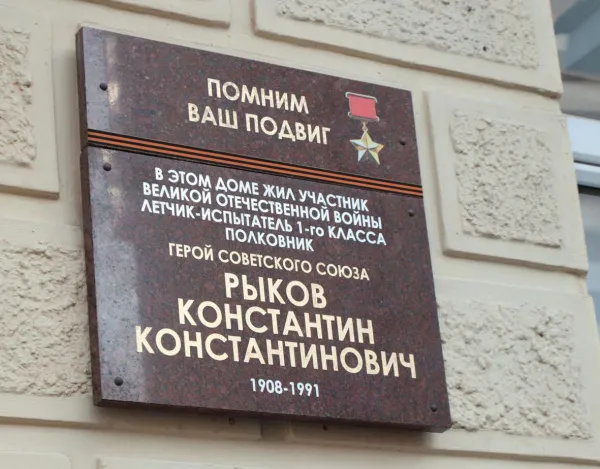 ПОМНИМ
ВАШ ПОДВИГ
В ЭТОМ ДОМЕ ЖИЛ УЧАСТНИК
ВЕЛИКОЙ ОТЕЧЕСТВЕННОЙ ВОЙНЫ
ЛЕТЧИК-ИСПЫТАТЕЛЬ 1-го КЛАССА
ПОЛКОВНИК
ГЕРОЙ СОВЕТСКОГО СОЮЗА
РЫКОВ
КОНСТАНТИН
КОНСТАНТИНОВИЧ
1908-1991